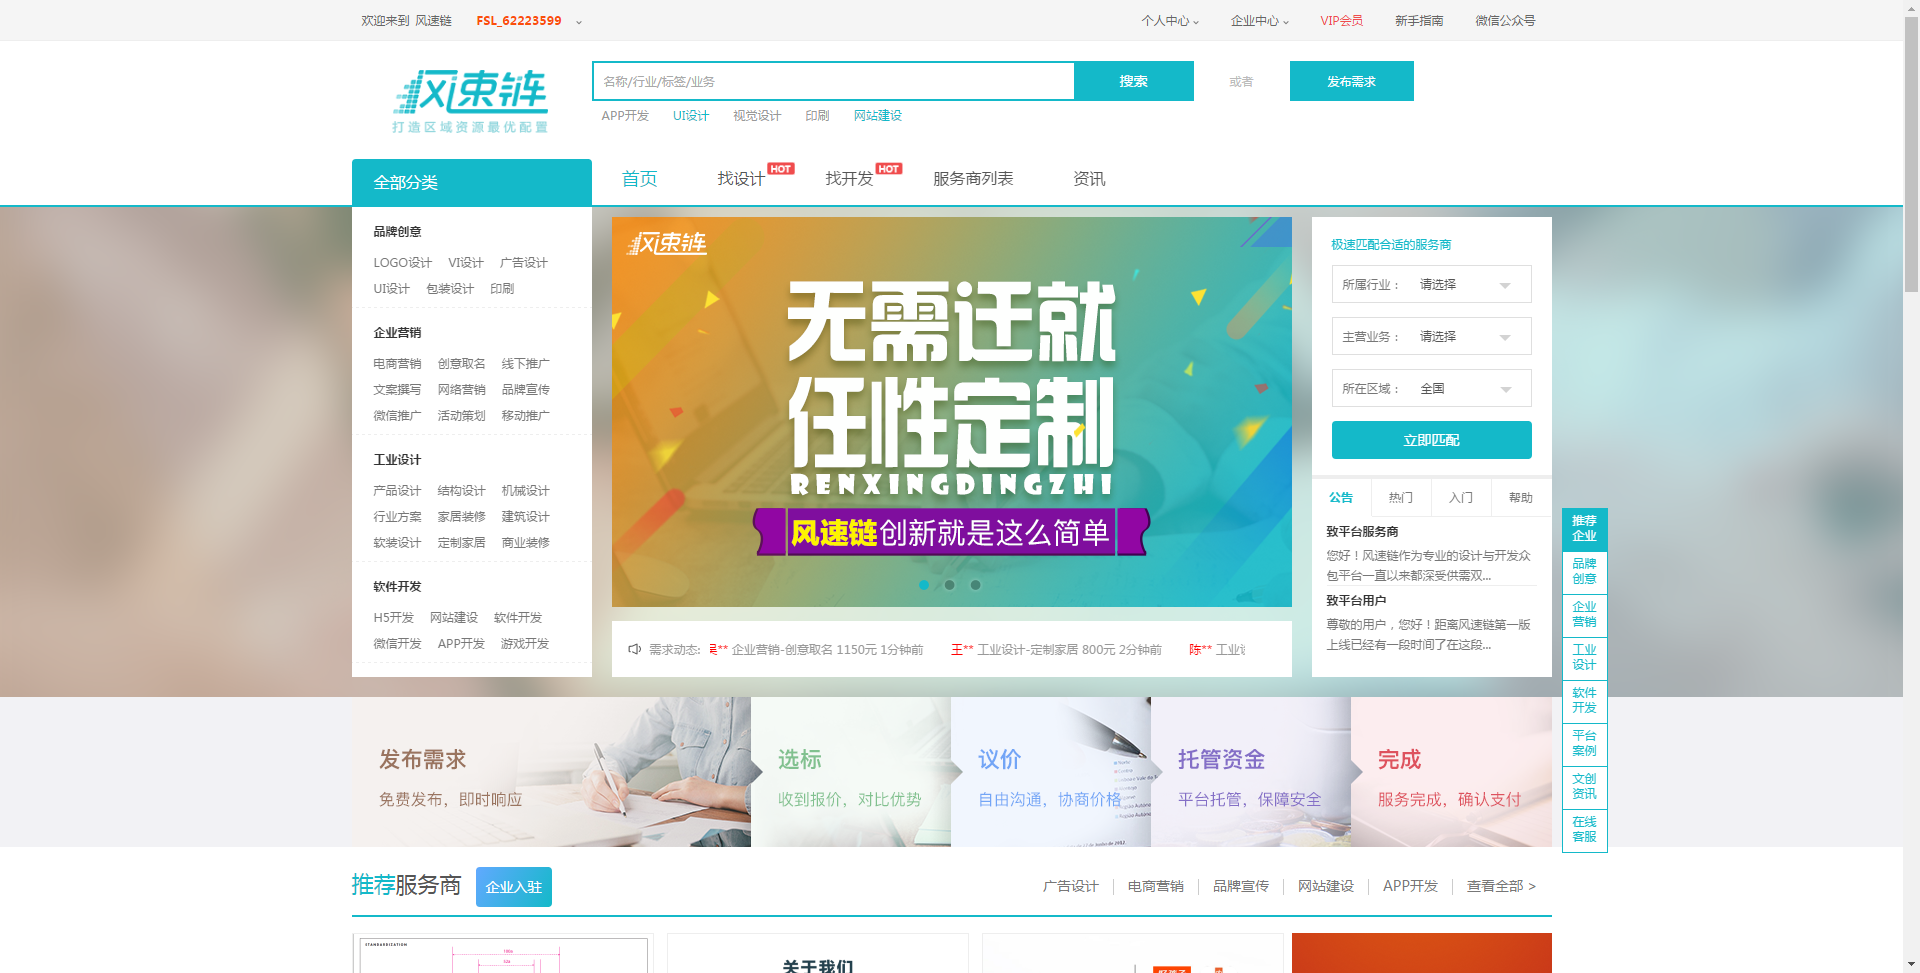 欢迎来到 风速链 FSL_62223599
个人中心 企业中心 VIP会员 新手指南 微信公众号
风速链
打造区域资源最优配置
名称/行业/标签/业务 搜索 或者 发布需求
APP开发 UI设计 视觉设计 印刷 网站建设
全部分类 首页 找设计 HOT 找开发 HOT 服务商列表 资讯
品牌创意
LOGO设计 VI设计 广告设计
UI设计 包装设计 印刷
企业营销
电商营销 创意取名 线下推广
文案撰写 网络营销 品牌宣传
微信推广 活动策划 移动推广
工业设计
产品设计 结构设计 机械设计
行业方案 家居装修 建筑设计
软装设计 定制家居 商业装修
软件开发
H5开发 网站建设 软件开发
微信开发 APP开发 游戏开发
风速链
无需迁就
任性定制
RENXINGDINGZHI
风速链创新就是这么简单
需求动态: 吴** 企业营销-创意取名 1150元 1分钟前 王** 工业设计-定制家居 800元 2分钟前 陈** 工业设
极速匹配合适的服务商
所属行业： 请选择
主营业务： 请选择
所在区域： 全国
立即匹配
公告 热门 入门 帮助
致平台服务商
您好！风速链作为专业的设计与开发众
包平台一直以来都深受供需双...
致平台用户
尊敬的用户，您好！距离风速链第一版
上线已经有一段时间了在这段...
推荐
企业
品牌
创意
企业
营销
工业
设计
软件
开发
平台
案例
文创
资讯
在线
客服
发布需求
免费发布，即时响应
选标
收到报价，对比优势
议价
自由沟通，协商价格
托管资金
平台托管，保障安全
完成
服务完成，确认支付
推荐服务商 企业入驻
广告设计 电商营销 品牌宣传 网站建设 APP开发 查看全部 >
STANDARDIZATION
关于我们